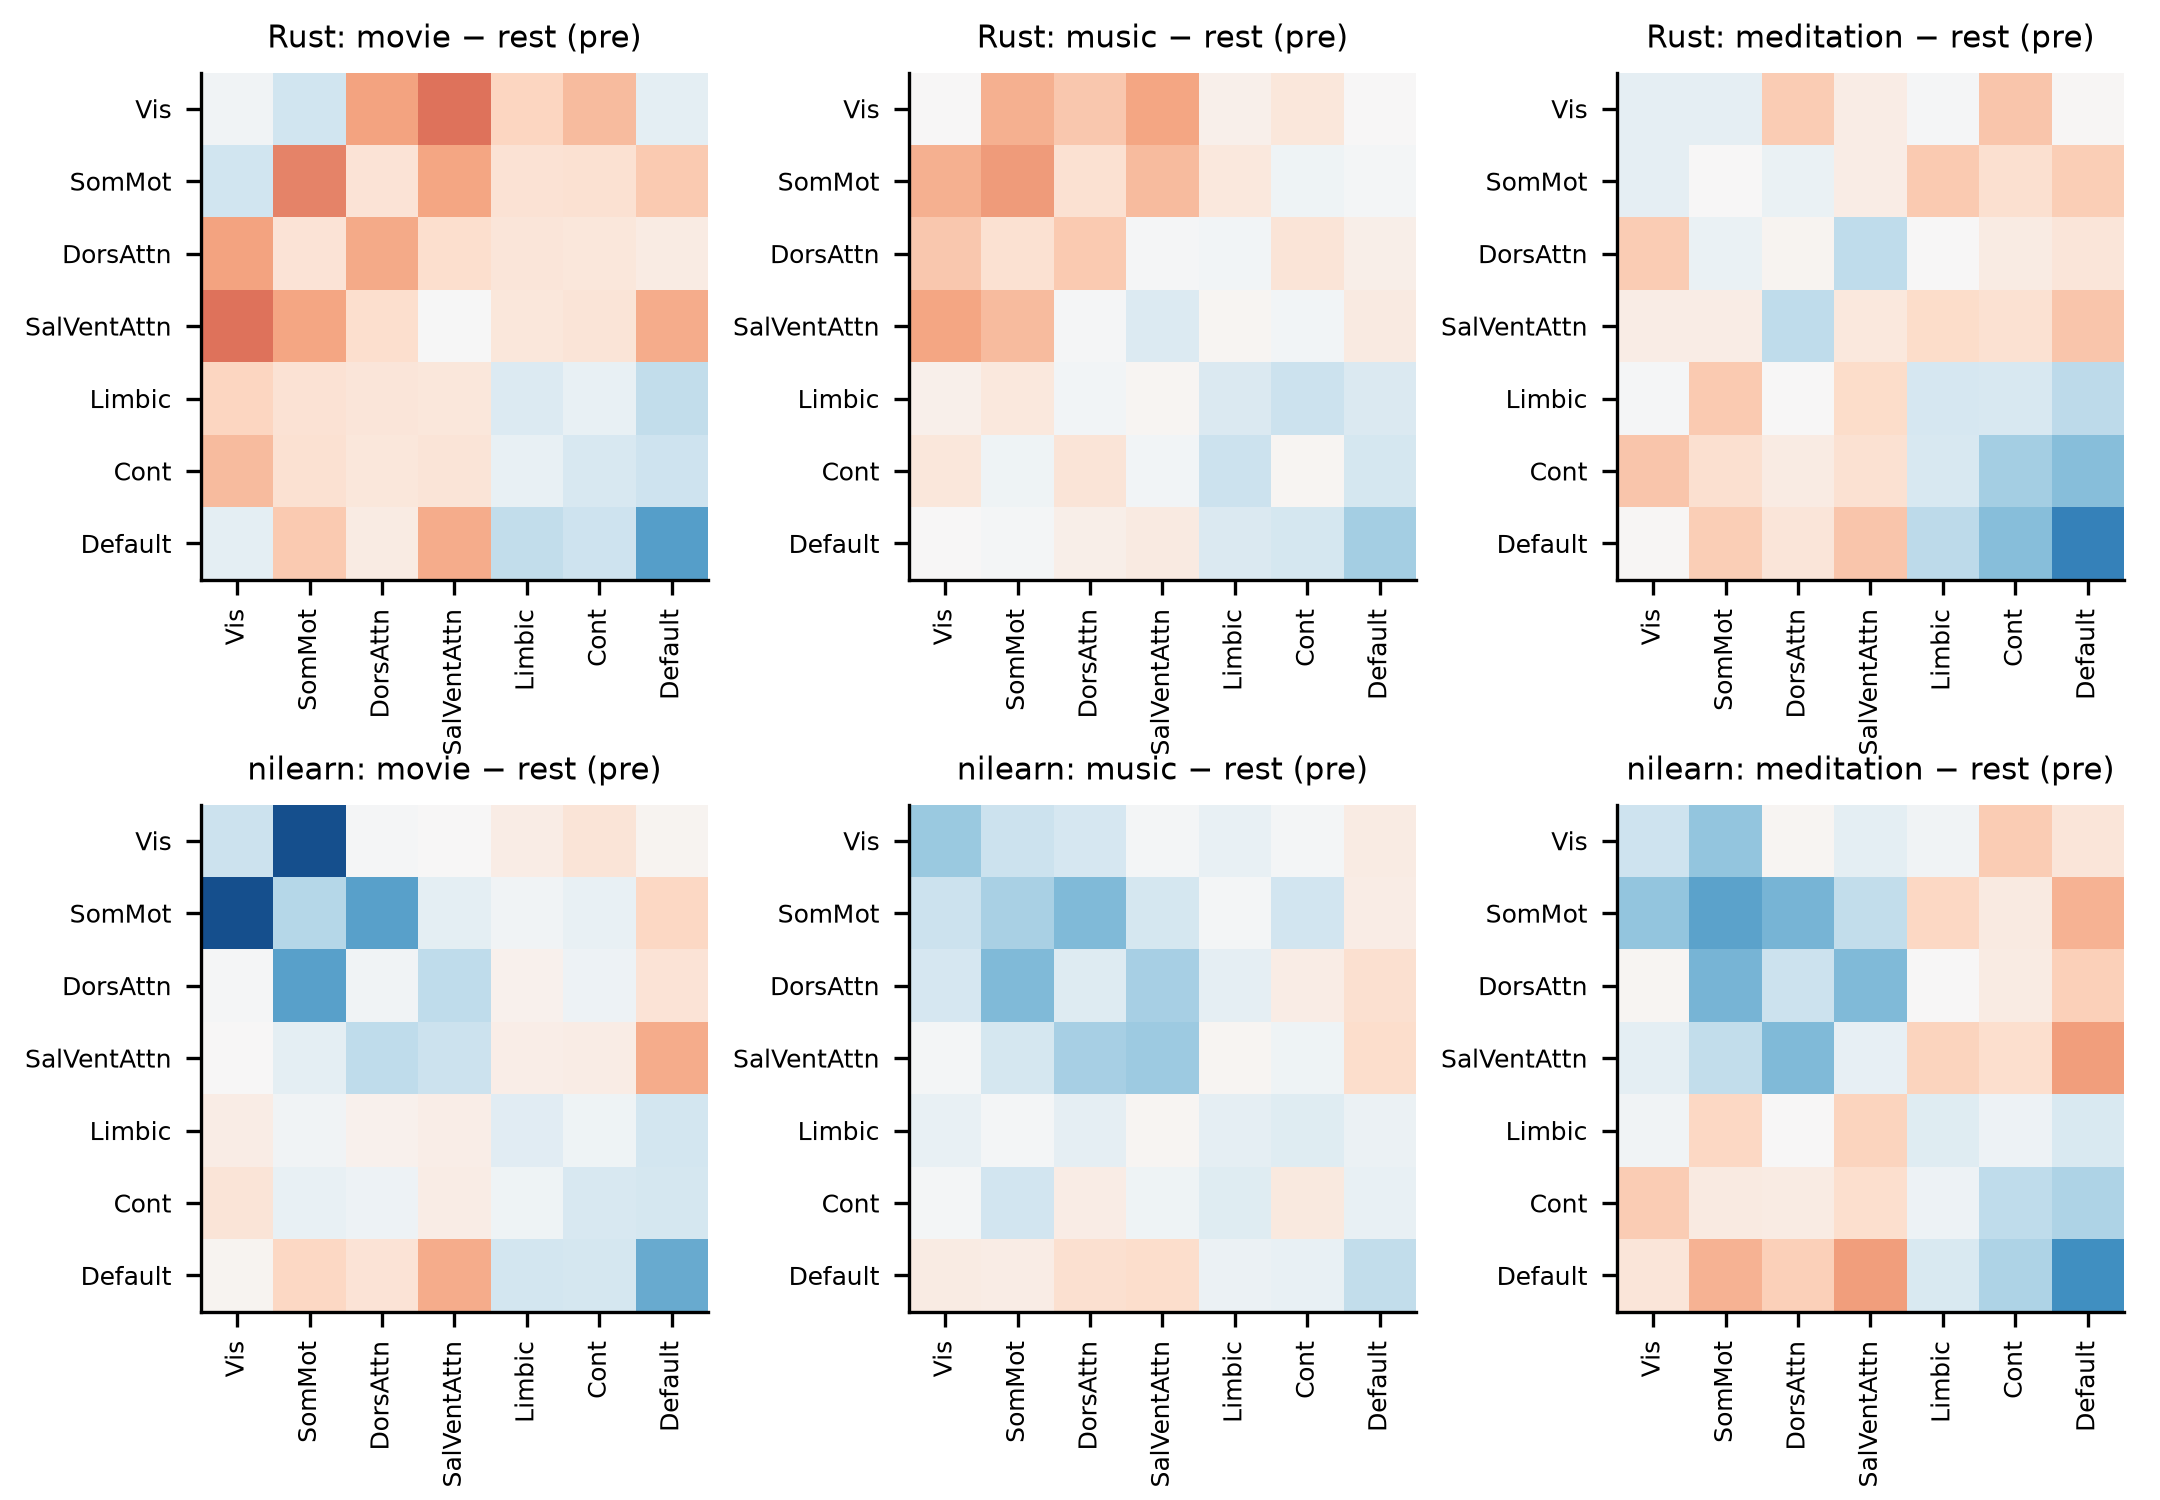 Rust: movie − rest (pre)
Vis
SomMot
DorsAttn
SalVentAttn
Limbic
Cont
Default
Vis
SomMot
DorsAttn
SalVentAttn
Limbic
Cont
Default
Rust: music − rest (pre)
Vis
SomMot
DorsAttn
SalVentAttn
Limbic
Cont
Default
Vis
SomMot
DorsAttn
SalVentAttn
Limbic
Cont
Default
Rust: meditation − rest (pre)
Vis
SomMot
DorsAttn
SalVentAttn
Limbic
Cont
Default
Vis
SomMot
DorsAttn
SalVentAttn
Limbic
Cont
Default
nilearn: movie − rest (pre)
Vis
SomMot
DorsAttn
SalVentAttn
Limbic
Cont
Default
Vis
SomMot
DorsAttn
SalVentAttn
Limbic
Cont
Default
nilearn: music − rest (pre)
Vis
SomMot
DorsAttn
SalVentAttn
Limbic
Cont
Default
Vis
SomMot
DorsAttn
SalVentAttn
Limbic
Cont
Default
nilearn: meditation − rest (pre)
Vis
SomMot
DorsAttn
SalVentAttn
Limbic
Cont
Default
Vis
SomMot
DorsAttn
SalVentAttn
Limbic
Cont
Default